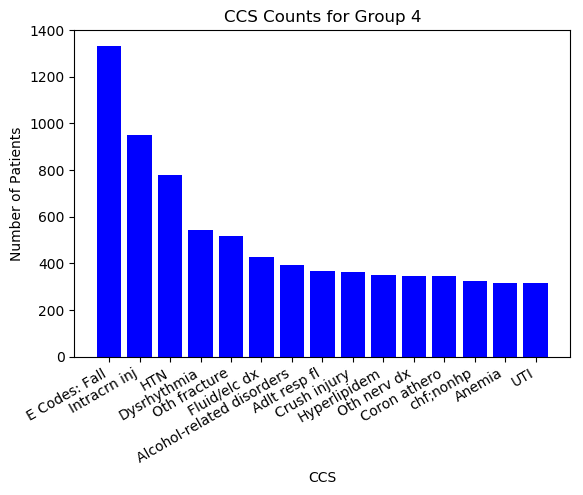 CCS Counts for Group 4
1400
1200
1000
800
600
400
200
0
Number of Patients
E Codes: Fall
Intracrn inj
HTN
Dysrhythmia
Oth fracture
Fluid/elc dx
Alcohol-related disorders
Adlt resp fl
Crush injury
Hyperlipidem
Oth nerv dx
Coron athero
chf;nonhp
Anemia
UTI
CCS